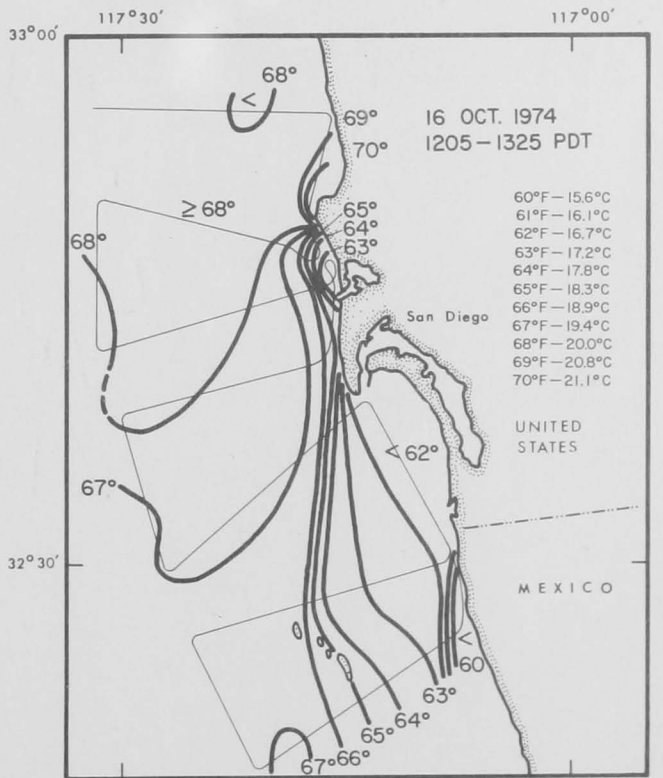 117°30'
117°00'
33°00'
68°
<
69°
16 OCT. 1974
1205–1325 PDT
70°
60°F–15.6°C
61°F–16.1°C
62°F–16.7°C
63°F–17.2°C
64°F–17.8°C
65°F–18.3°C
66°F–18.9°C
67°F–19.4°C
68°F–20.0°C
69°F–20.8°C
70°F–21.1°C
≥68°
65°
64°
63°
68°
San Diego
UNITED
STATES
<62°
67°
32°30'
MEXICO
<
60
63°
64°
65°
66°
67°